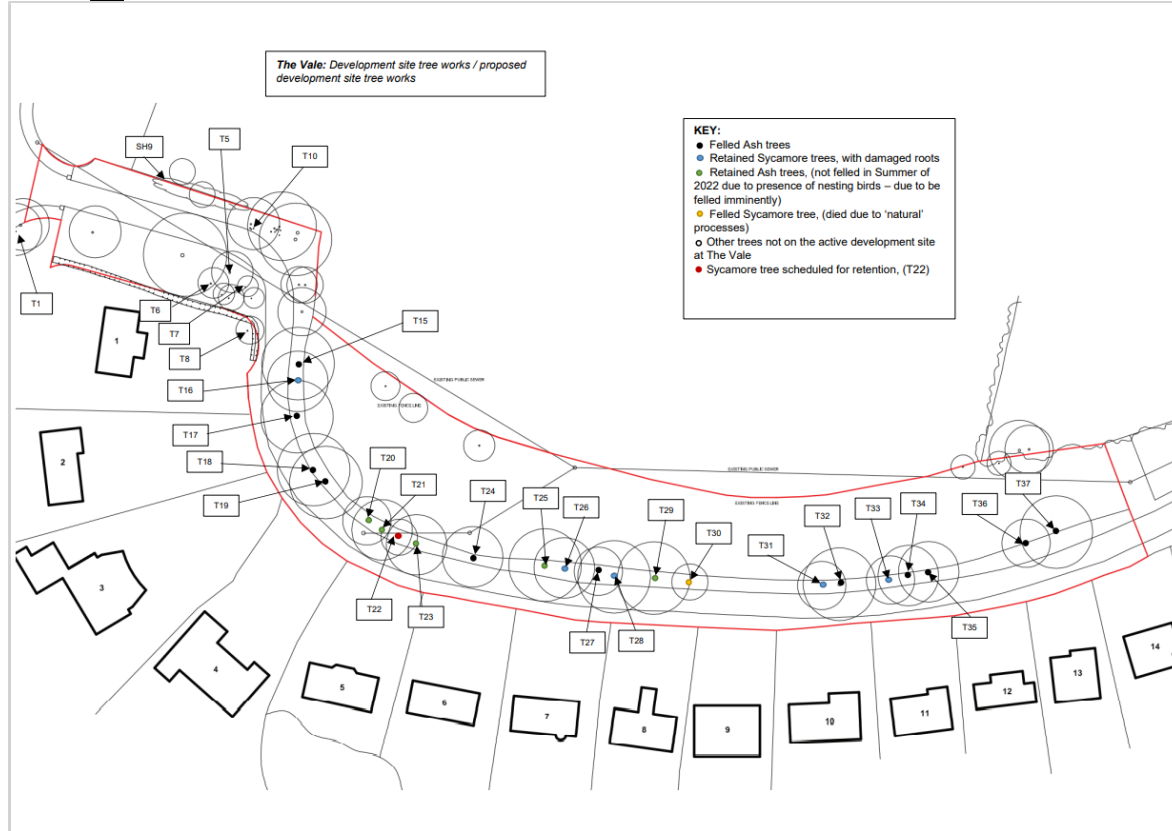 The Vale: Development site tree works / proposed
development site tree works
KEY:
Felled Ash trees
Retained Sycamore trees, with damaged roots
Retained Ash trees, (not felled in Summer of
2022 due to presence of nesting birds – due to be
felled imminently)
Felled Sycamore tree, (died due to ‘natural’
processes)
Other trees not on the active development site
at The Vale
Sycamore tree scheduled for retention, (T22)
SH9
T5
T10
T1
T6
T7
T8
T15
T16
T17
T18
T19
T20
T21
T22
T23
T24
T25
T26
T27
T28
T29
T30
T31
T32
T33
T34
T35
T36
T37
EXISTING PUBLIC SEWER
EXISTING FENCE LINE
EXISTING PUBLIC SEWER
EXISTING FENCE LINE
1
2
3
4
5
6
7
8
9
10
11
12
13
14